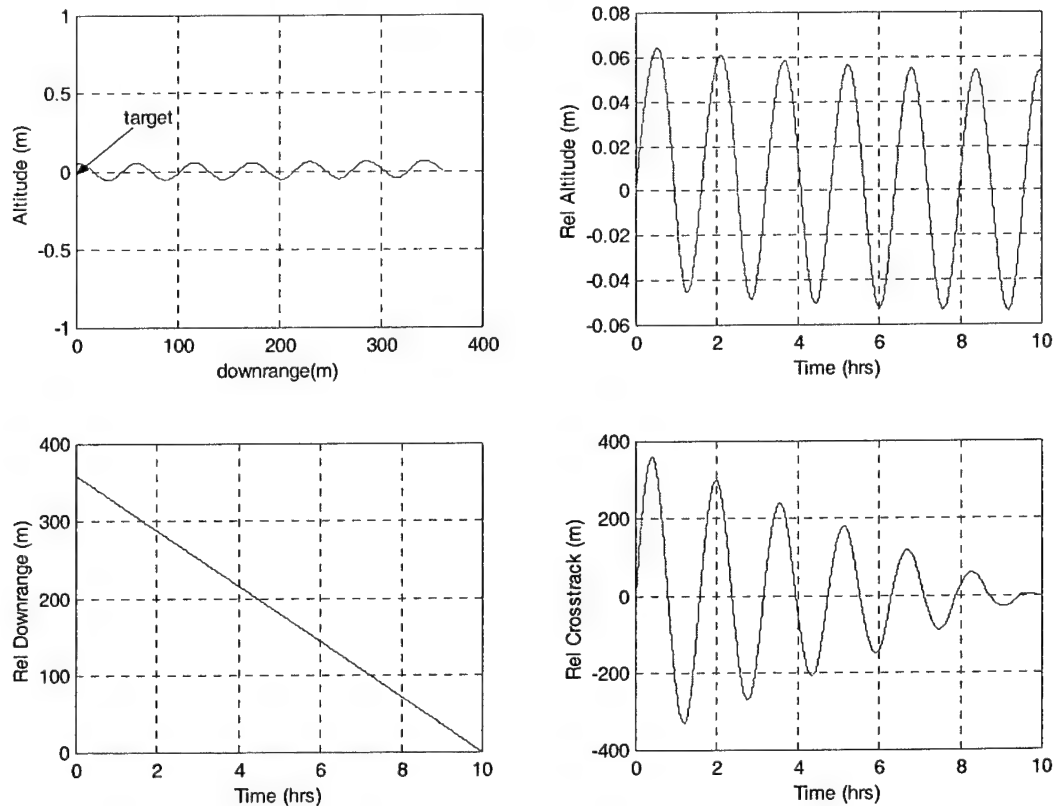 1
0.5
0
-0.5
-1
Altitude (m)
target
0 100 200 300 400
downrange(m)
0.08
0.06
0.04
0.02
0
-0.02
-0.04
-0.06
Rel Altitude (m)
0 2 4 6 8 10
Time (hrs)
400
300
200
100
0
Rel Downrange (m)
0 2 4 6 8 10
Time (hrs)
400
200
0
-200
-400
Rel Crosstrack (m)
0 2 4 6 8 10
Time (hrs)